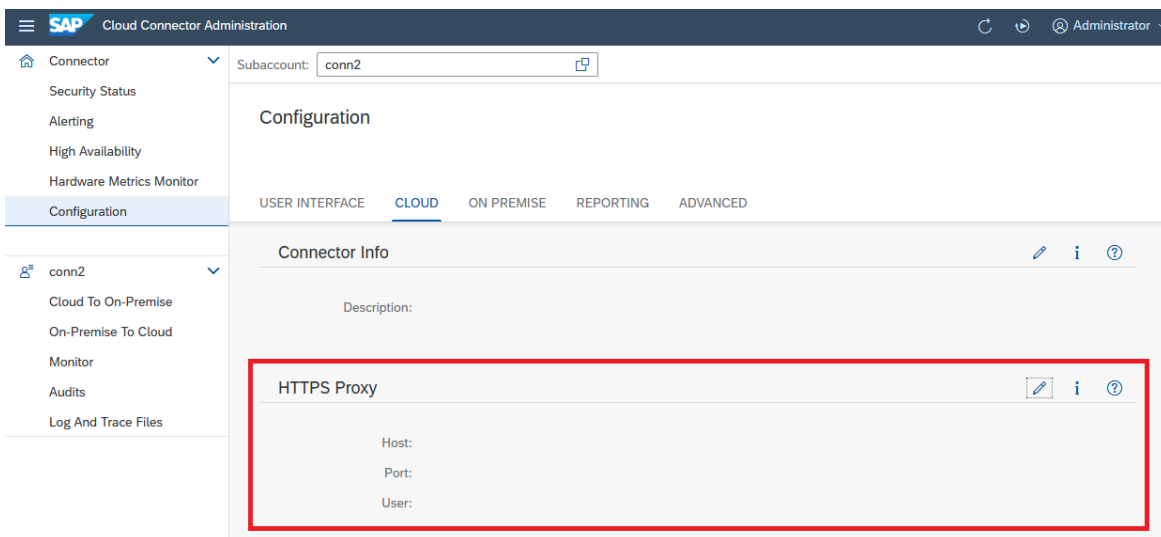 SAP Cloud Connector Administration Administrator
Connector
Security Status
Alerting
High Availability
Hardware Metrics Monitor
Configuration
conn2
Cloud To On-Premise
On-Premise To Cloud
Monitor
Audits
Log And Trace Files
Subaccount: conn2
Configuration
USER INTERFACE CLOUD ON PREMISE REPORTING ADVANCED
Connector Info
Description:
HTTPS Proxy
Host:
Port:
User: